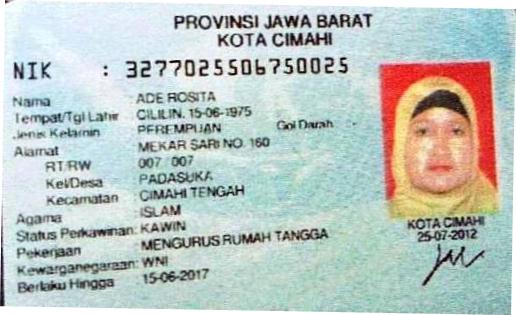 PROVINSI JAWA BARAT
KOTA CIMAHI
NIK : 3277025506750025
Nama : ADE ROSITA
Tempat/Tgl Lahir : CILILIN, 15-06-1975
Jenis Kelamin : PEREMPUAN Gol Darah :
Alamat : MEKAR SARI NO. 160
RT/RW : 007 007
Kel/Desa : PADASUKA
Kecamatan : CIMAHI TENGAH
Agama : ISLAM
Status Perkawinan: KAWIN
Pekerjaan : MENGURUS RUMAH TANGGA
Kewarganegaraan: WNI
Berlaku Hingga : 15-06-2017
KOTA CIMAHI
25-07-2012